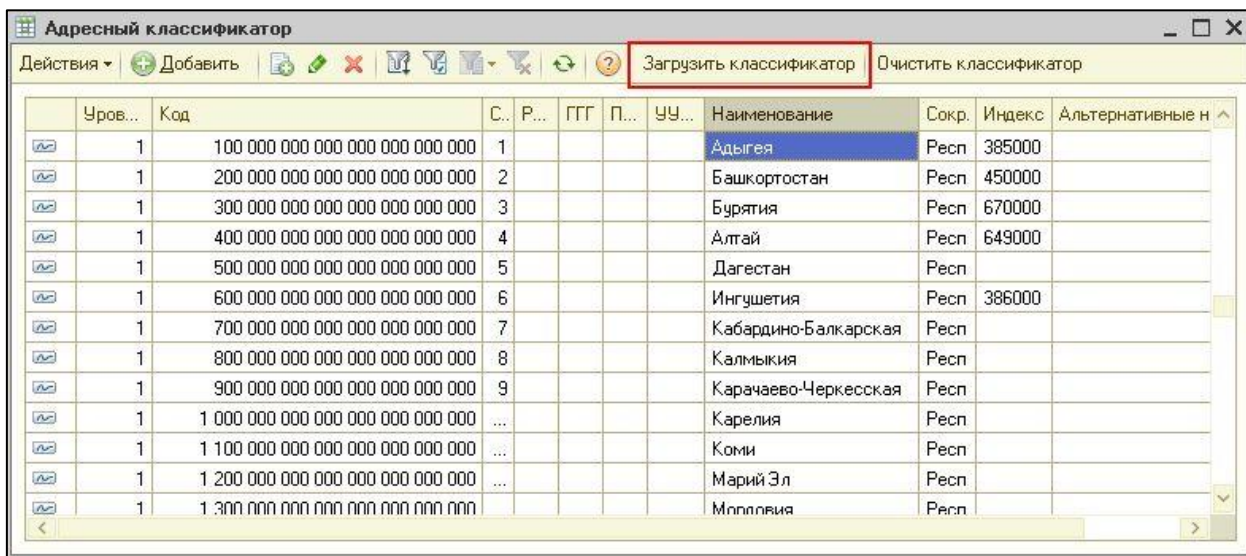 Адресный классификатор
Действия Добавить Загрузить классификатор Очистить классификатор
Уров... Код С.. Р... ГГГ П... УУ... Наименование Сокр. Индекс Альтернативные н
1 100 000 000 000 000 000 000 000 1 Адыгея Респ 385000
1 200 000 000 000 000 000 000 000 2 Башкортостан Респ 450000
1 300 000 000 000 000 000 000 000 3 Бурятия Респ 670000
1 400 000 000 000 000 000 000 000 4 Алтай Респ 649000
1 500 000 000 000 000 000 000 000 5 Дагестан Респ
1 600 000 000 000 000 000 000 000 6 Ингушетия Респ 386000
1 700 000 000 000 000 000 000 000 7 Кабардино-Балкарская Респ
1 800 000 000 000 000 000 000 000 8 Калмыкия Респ
1 900 000 000 000 000 000 000 000 9 Карачаево-Черкесская Респ
1 1 000 000 000 000 000 000 000 000 ... Карелия Респ
1 1 100 000 000 000 000 000 000 000 ... Коми Респ
1 1 200 000 000 000 000 000 000 000 ... Марий Эл Респ
1 1 300 000 000 000 000 000 000 000 Мордовия Респ